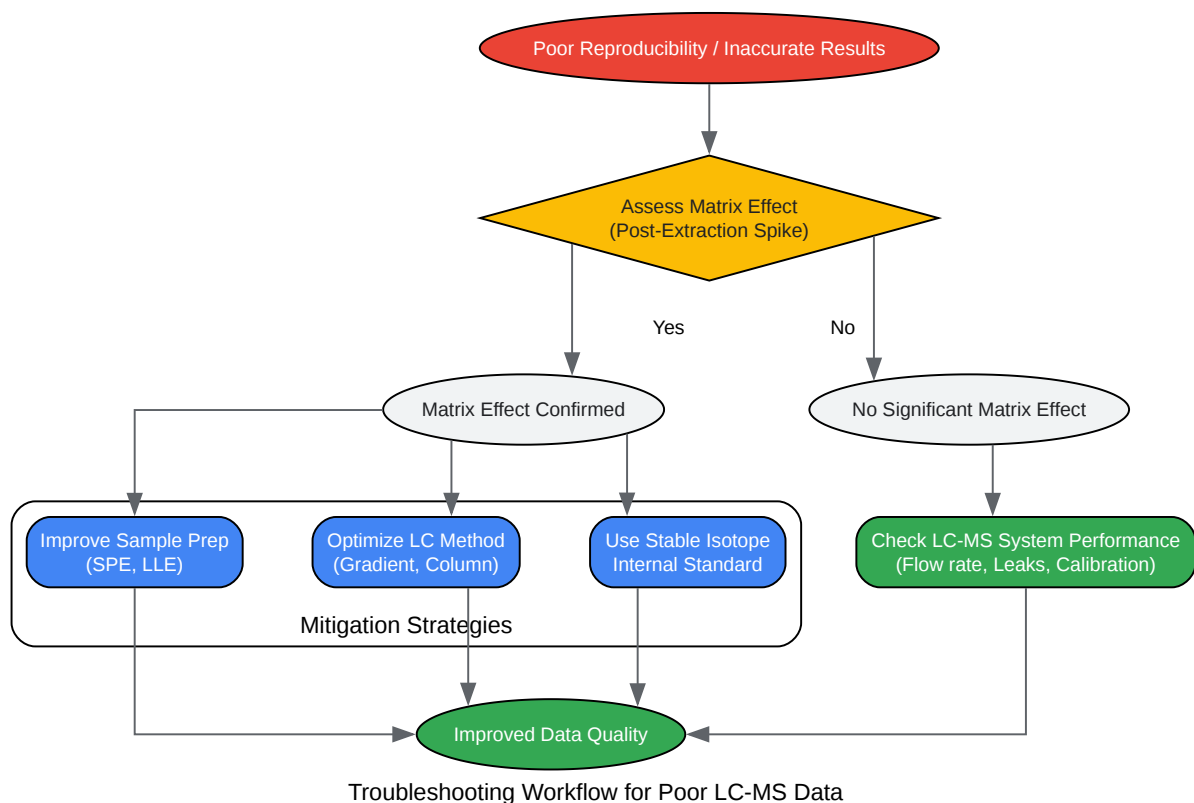 Poor Reproducibility / Inaccurate Results
Assess Matrix Effect
(Post-Extraction Spike)
Yes
No
Matrix Effect Confirmed
No Significant Matrix Effect
Improve Sample Prep
(SPE, LLE)
Optimize LC Method
(Gradient, Column)
Use Stable Isotope
Internal Standard
Check LC-MS System Performance
(Flow rate, Leaks, Calibration)
Mitigation Strategies
Improved Data Quality
Troubleshooting Workflow for Poor LC-MS Data